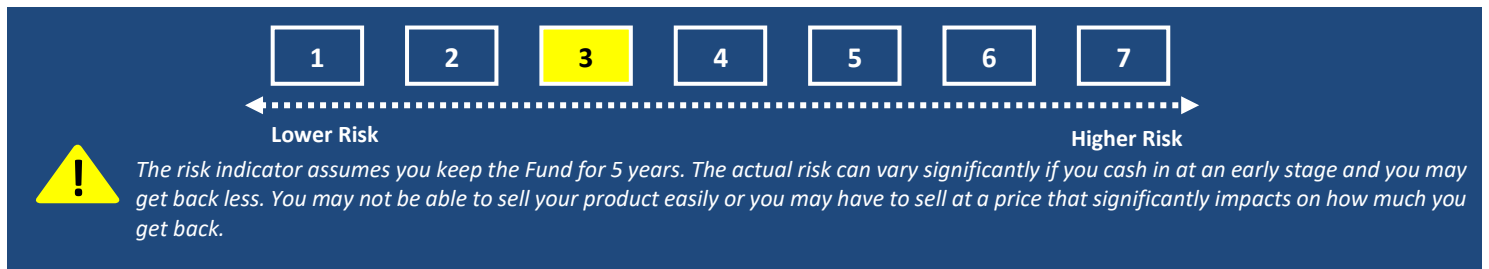 1 2 3 4 5 6 7
Lower Risk Higher Risk
!
The risk indicator assumes you keep the Fund for 5 years. The actual risk can vary significantly if you cash in at an early stage and you may
get back less. You may not be able to sell your product easily or you may have to sell at a price that significantly impacts on how much you
get back.